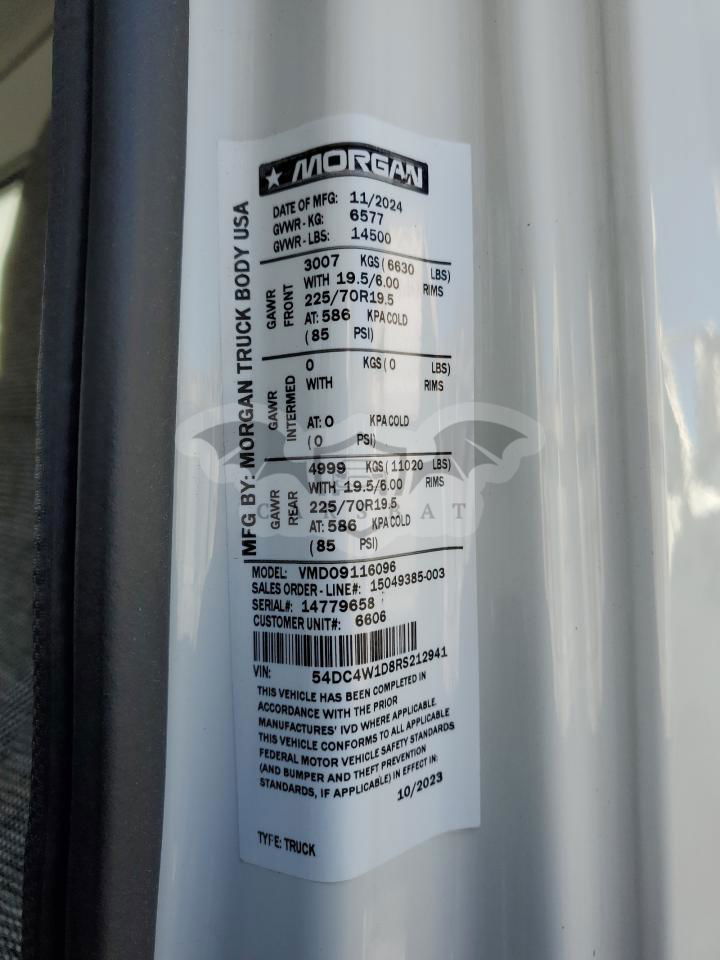 MORGAN
MFG BY: MORGAN TRUCK BODY USA
DATE OF MFG: 11/2024
GVWR - KG: 6577
GVWR - LBS: 14500
GAWR FRONT
3007 KGS ( 6630 LBS)
WITH 19.5/6.00 RIMS
225/70R19.5
AT: 586 KPA COLD
( 85 PSI)
GAWR INTERMED
0 KGS ( 0 LBS)
WITH RIMS
AT: 0 KPA COLD
( 0 PSI)
GAWR REAR
4999 KGS ( 11020 LBS)
WITH 19.5/6.00 RIMS
225/70R19.5
AT: 586 KPA COLD
( 85 PSI)
CARSRAT
MODEL: VMD09116096
SALES ORDER - LINE#: 15049385-003
SERIAL#: 14779658
CUSTOMER UNIT#: 6606
VIN: 54DC4W1D8RS212941
THIS VEHICLE HAS BEEN COMPLETED IN
ACCORDANCE WITH THE PRIOR
MANUFACTURES' IVD WHERE APPLICABLE.
THIS VEHICLE CONFORMS TO ALL APPLICABLE
FEDERAL MOTOR VEHICLE SAFETY STANDARDS
(AND BUMPER AND THEFT PREVENTION
STANDARDS, IF APPLICABLE) IN EFFECT IN:
10/2023
TYPE: TRUCK